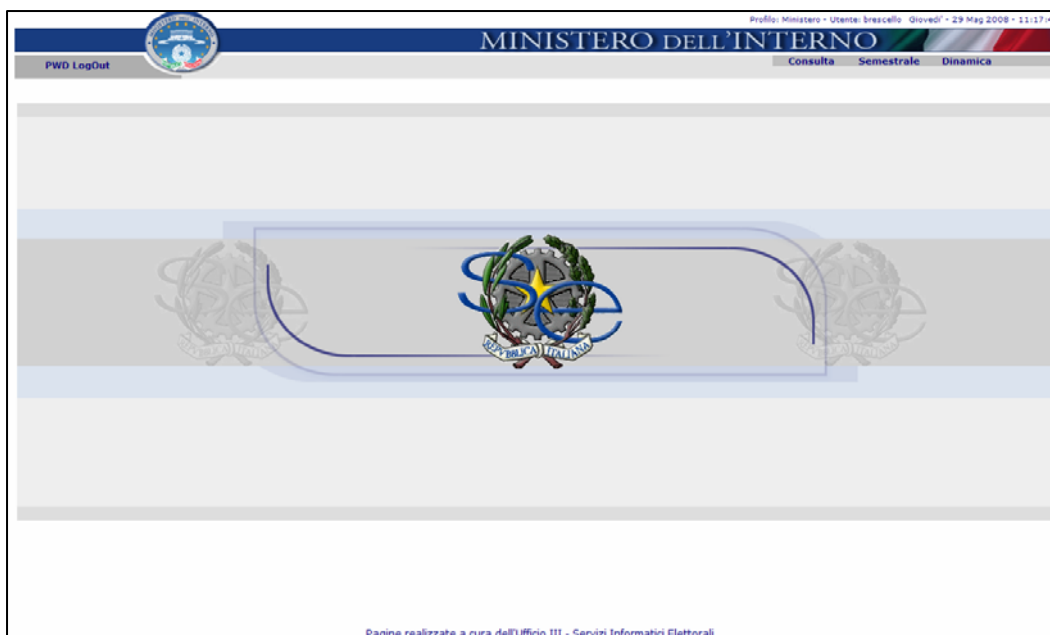 Profilo: Ministero - Utente: brescello Giovedi' - 29 Mag 2008 - 11:17:
MINISTERO DELL'INTERNO
PWD LogOut
Consulta Semestrale Dinamica
REPVBBLICA ITALIANA
Pagine realizzate a cura dell'Ufficio III - Servizi Informatici Elettorali